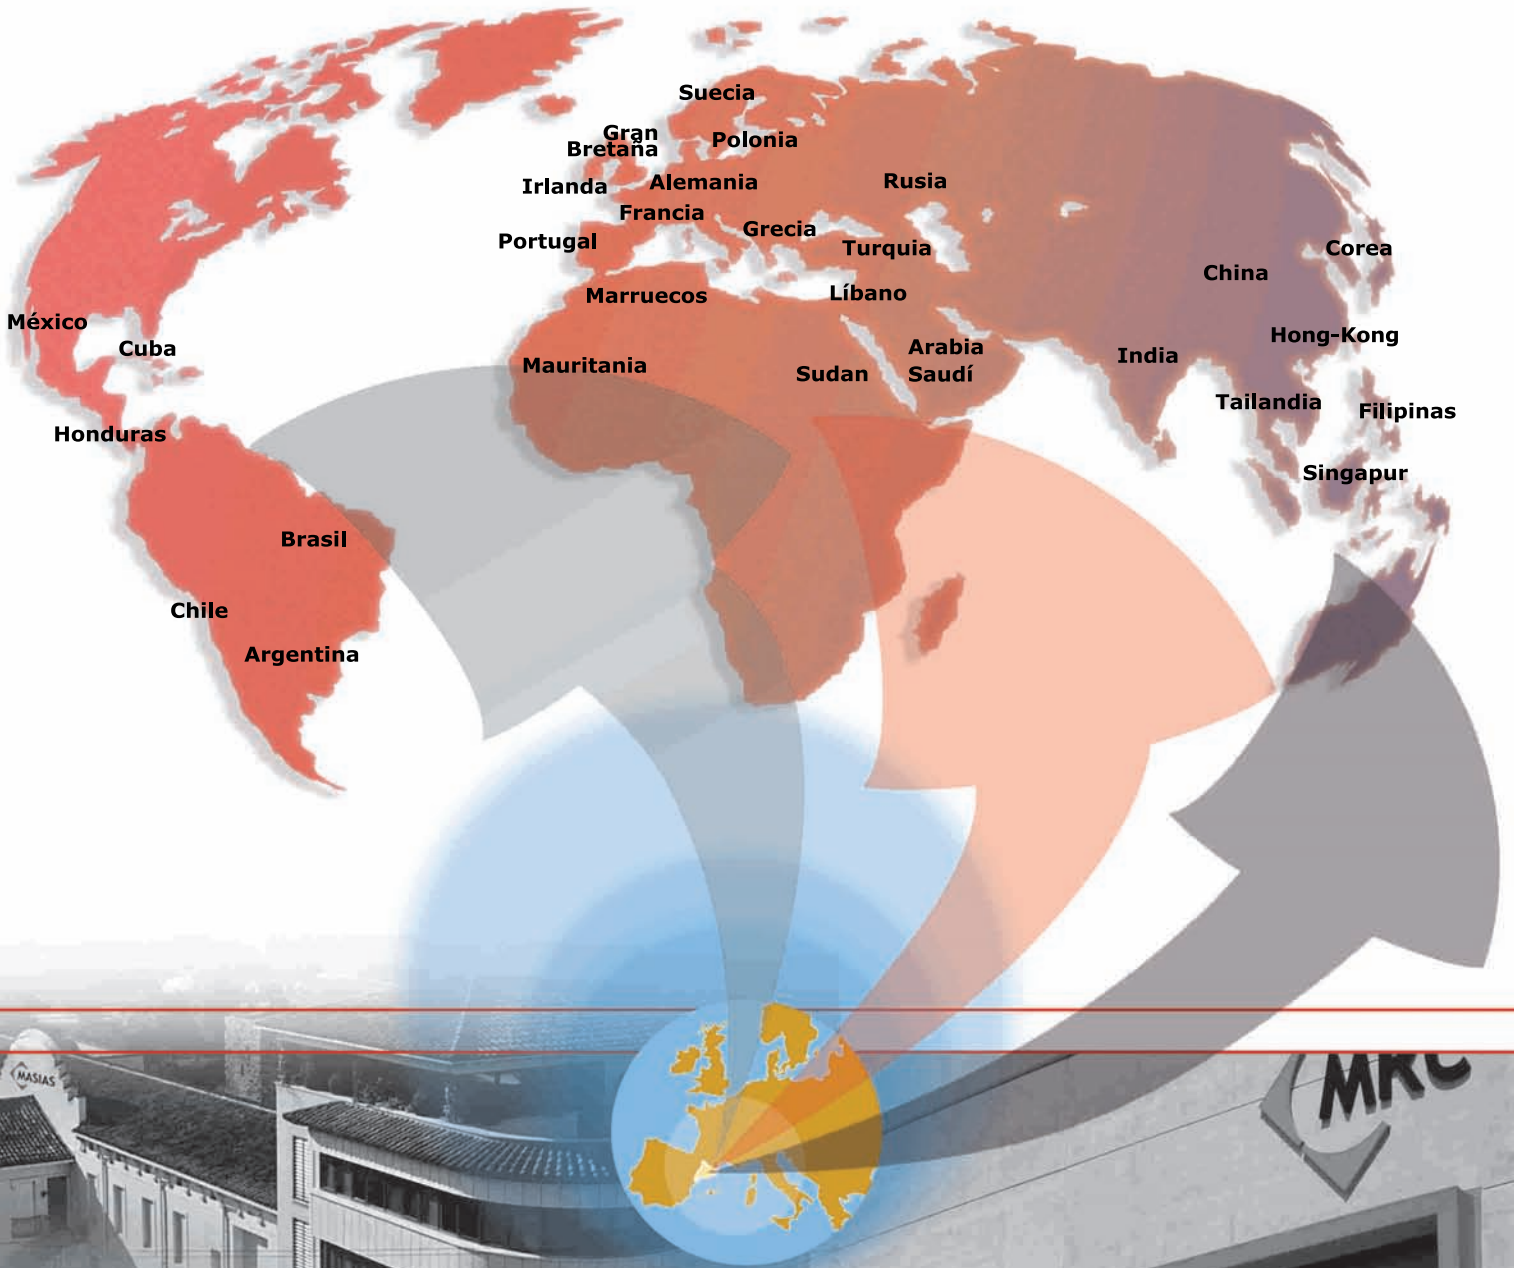 Suecia
Gran
Bretaña
Polonia
Irlanda
Alemania
Rusia
Francia
Portugal
Grecia
Turquia
Corea
China
Marruecos
Líbano
México
Cuba
Hong-Kong
Mauritania
Sudan
Arabia
Saudí
India
Honduras
Tailandia
Filipinas
Singapur
Brasil
Chile
Argentina
MASIAS
MRC